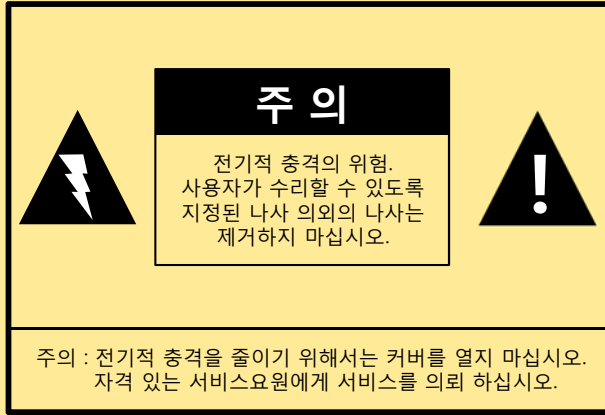 주 의
전기적 충격의 위험.
사용자가 수리할 수 있도록
지정된 나사 의외의 나사는
제거하지 마십시오.
!
주의 : 전기적 충격을 줄이기 위해서는 커버를 열지 마십시오.
자격 있는 서비스요원에게 서비스를 의뢰 하십시오.